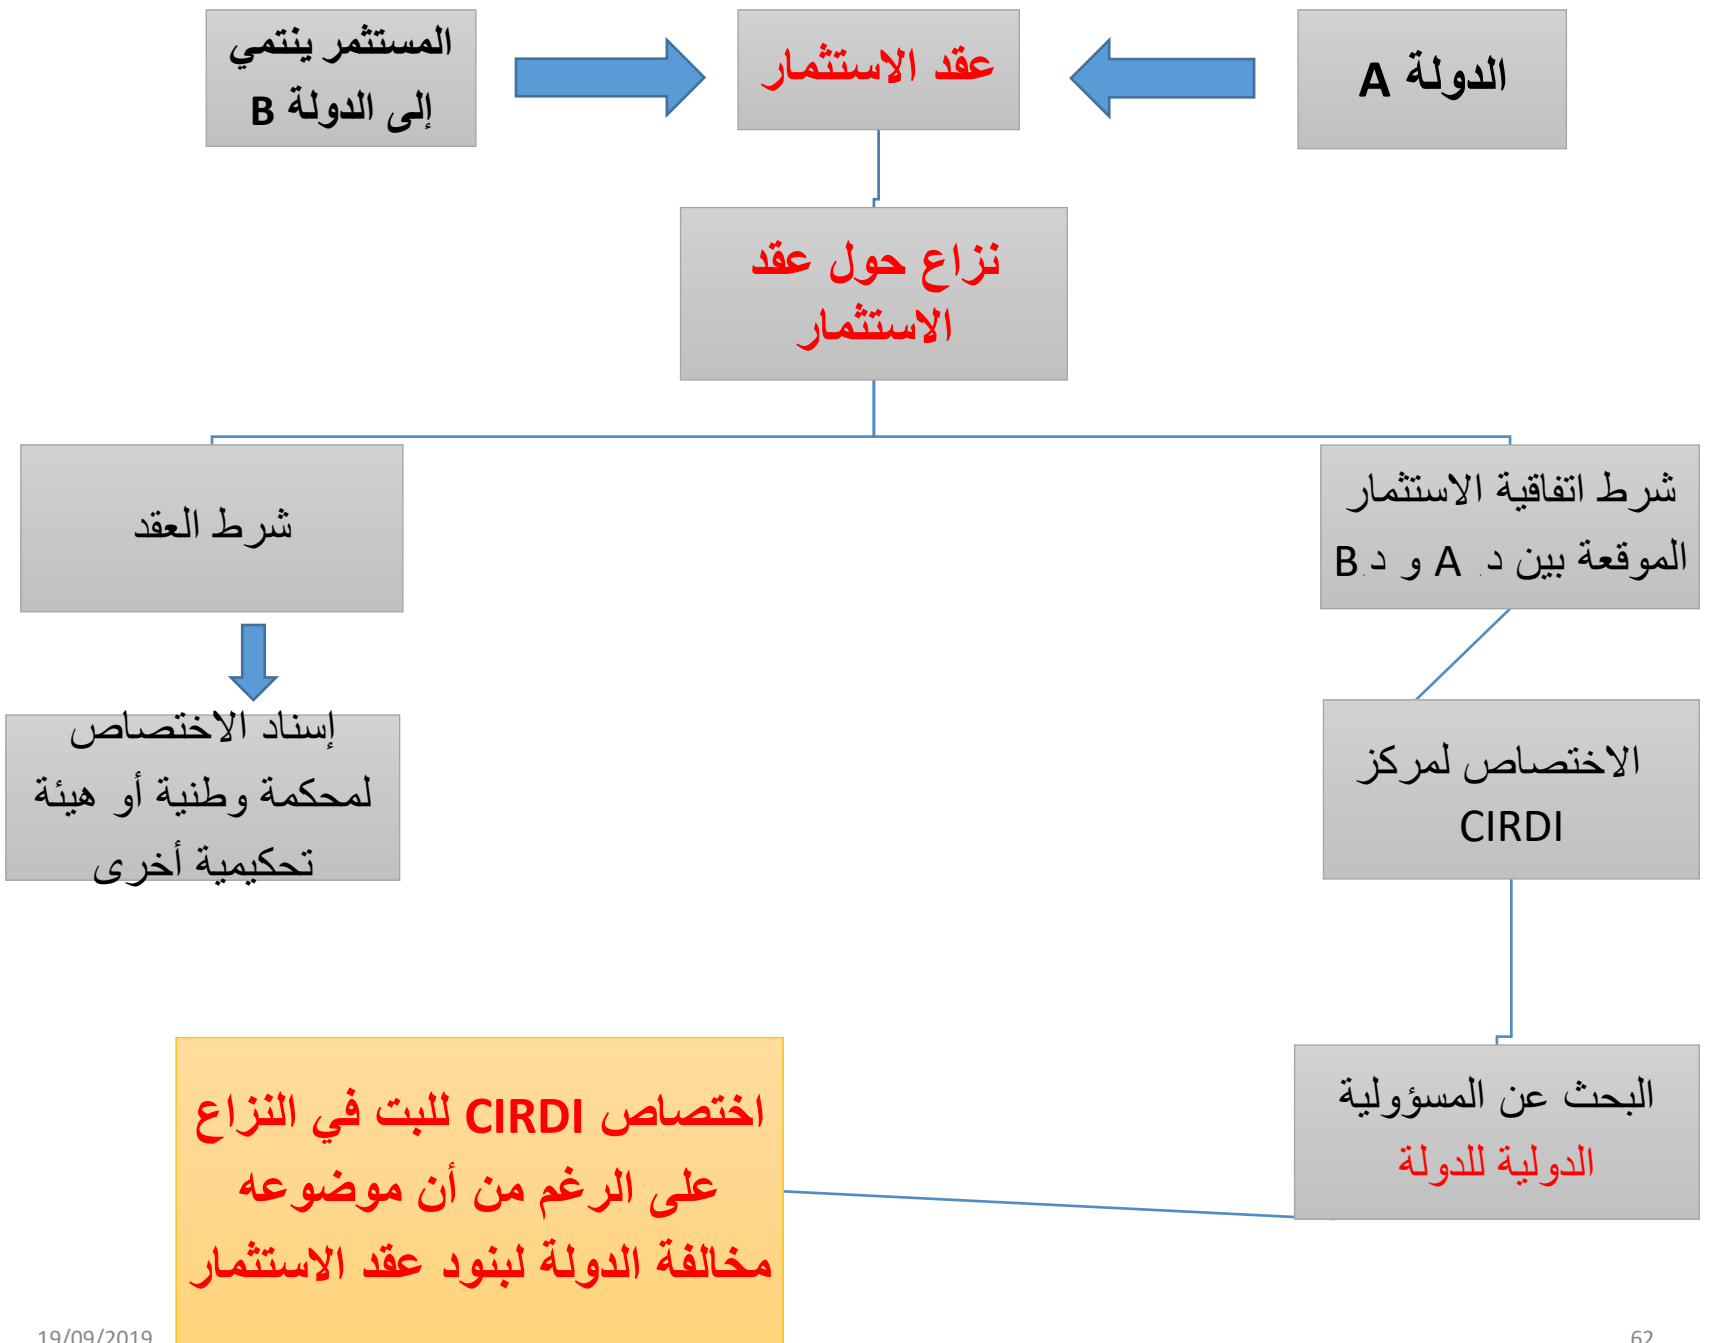 الدولة A
عقد الاستثمار
المستثمر ينتمي
إلى الدولة B
نزاع حول عقد
الاستثمار
شرط اتفاقية الاستثمار
الموقعة بين د. A و د.B
شرط العقد
الاختصاص لمركز
CIRDI
إسناد الاختصاص
لمحكمة وطنية أو هيئة
تحكيمية أخرى
البحث عن المسؤولية
الدولية للدولة
اختصاص CIRDI للبت في النزاع
على الرغم من أن موضوعه
مخالفة الدولة لبنود عقد الاستثمار
19/09/2019
62